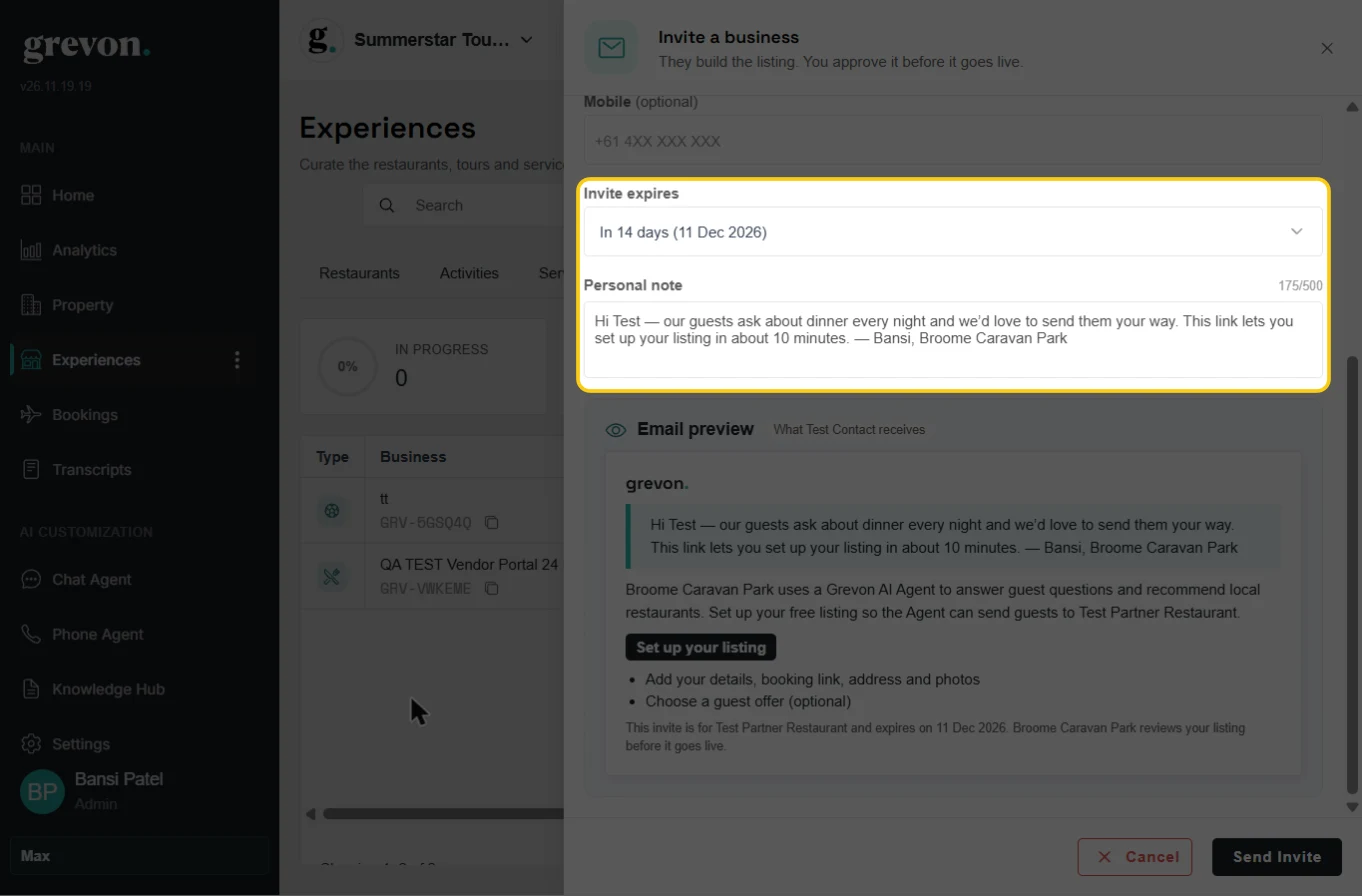 grevon.
v26.11.19.19
MAIN
Home
Analytics
Property
Experiences
Bookings
Transcripts
AI CUSTOMIZATION
Chat Agent
Phone Agent
Knowledge Hub
Settings
BP
Bansi Patel
Admin
Max
g.
Summerstar Tou...
Experiences
Curate the restaurants, tours and servic
Search
Restaurants
Activities
Ser
0%
IN PROGRESS
0
Type
Business
tt
GRV-5GSQ4Q
QA TEST Vendor Portal 24
GRV-VWKEME
Invite a business
They build the listing. You approve it before it goes live.
Mobile (optional)
+61 4XX XXX XXX
Invite expires
In 14 days (11 Dec 2026)
Personal note
175/500
Hi Test — our guests ask about dinner every night and we’d love to send them your way. This link lets you
set up your listing in about 10 minutes. — Bansi, Broome Caravan Park
Email preview
What Test Contact receives
grevon.
Hi Test — our guests ask about dinner every night and we’d love to send them your way.
This link lets you set up your listing in about 10 minutes. — Bansi, Broome Caravan Park
Broome Caravan Park uses a Grevon AI Agent to answer guest questions and recommend local
restaurants. Set up your free listing so the Agent can send guests to Test Partner Restaurant.
Set up your listing
• Add your details, booking link, address and photos
• Choose a guest offer (optional)
This invite is for Test Partner Restaurant and expires on 11 Dec 2026. Broome Caravan Park reviews your listing
before it goes live.
Cancel
Send Invite